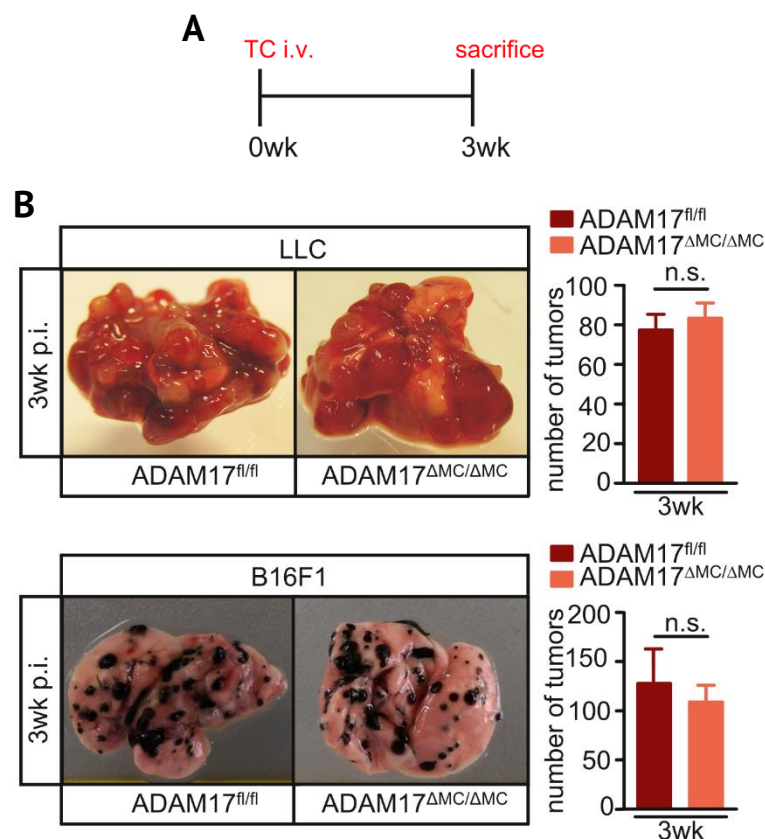 A
TC i.v. sacrifice
0wk 3wk
B
LLC
3wk p.i.
ADAM17fl/fl ADAM17ΔMC/ΔMC
ADAM17fl/fl
ADAM17ΔMC/ΔMC
n.s.
number of tumors
100
80
60
40
20
0
3wk
B16F1
3wk p.i.
ADAM17fl/fl ADAM17ΔMC/ΔMC
ADAM17fl/fl
ADAM17ΔMC/ΔMC
n.s.
number of tumors
200
150
100
50
0
3wk